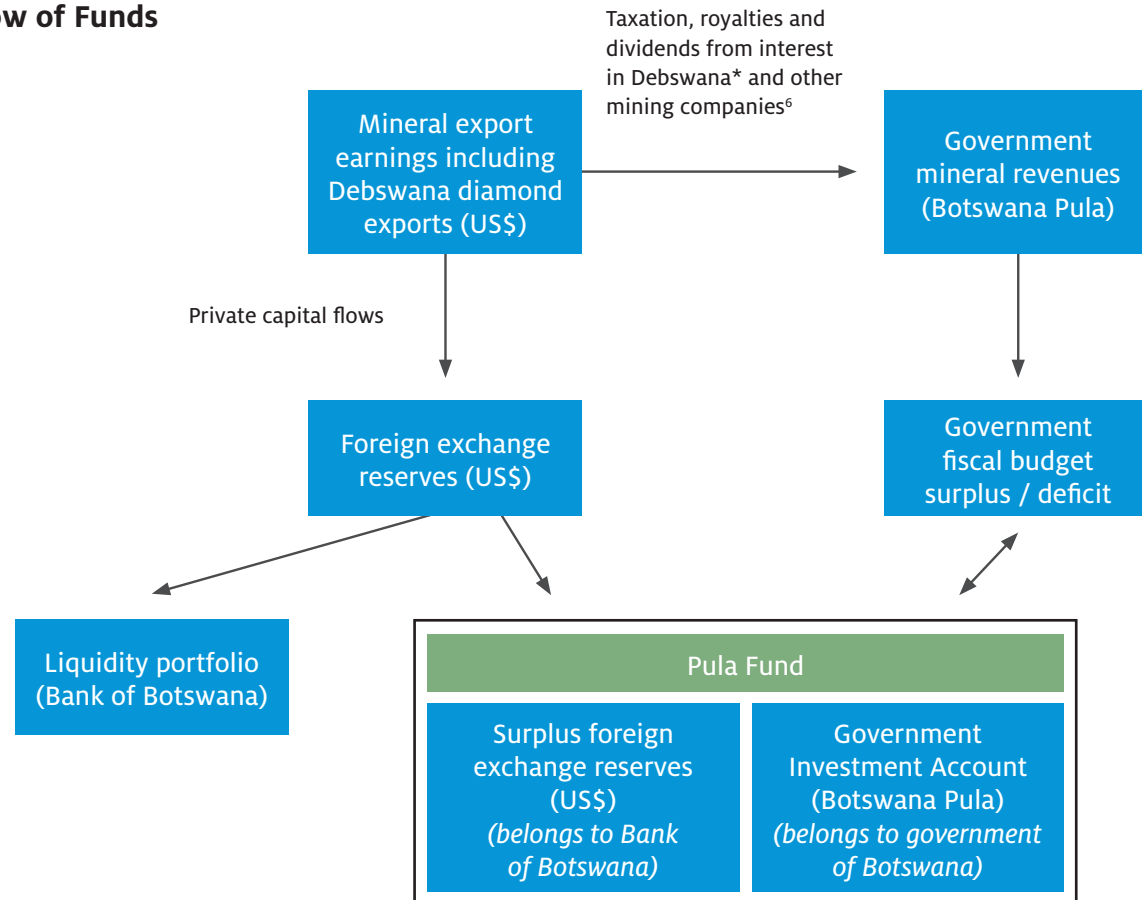 ow of Funds
Taxation, royalties and
dividends from interest
in Debswana* and other
mining companies⁶
Mineral export
earnings including
Debswana diamond
exports (US$)
Government
mineral revenues
(Botswana Pula)
Private capital flows
Foreign exchange
reserves (US$)
Government
fiscal budget
surplus / deficit
Liquidity portfolio
(Bank of Botswana)
Pula Fund
Surplus foreign
exchange reserves
(US$)
(belongs to Bank
of Botswana)
Government
Investment Account
(Botswana Pula)
(belongs to government
of Botswana)